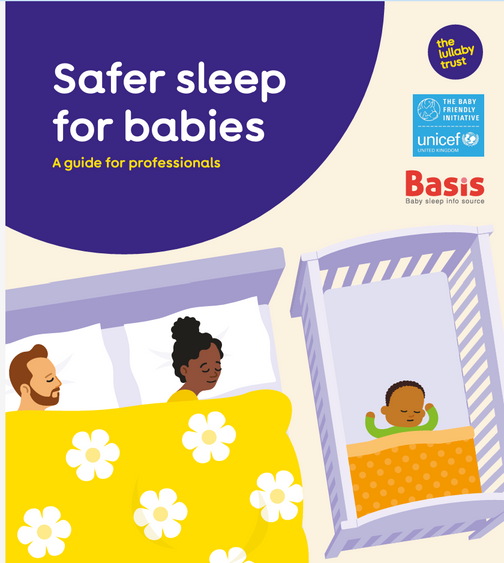 Safer sleep
for babies
A guide for professionals
the
lullaby
trust
THE BABY
FRIENDLY
INITIATIVE
unicef
UNITED KINGDOM
Basis
Baby sleep info source